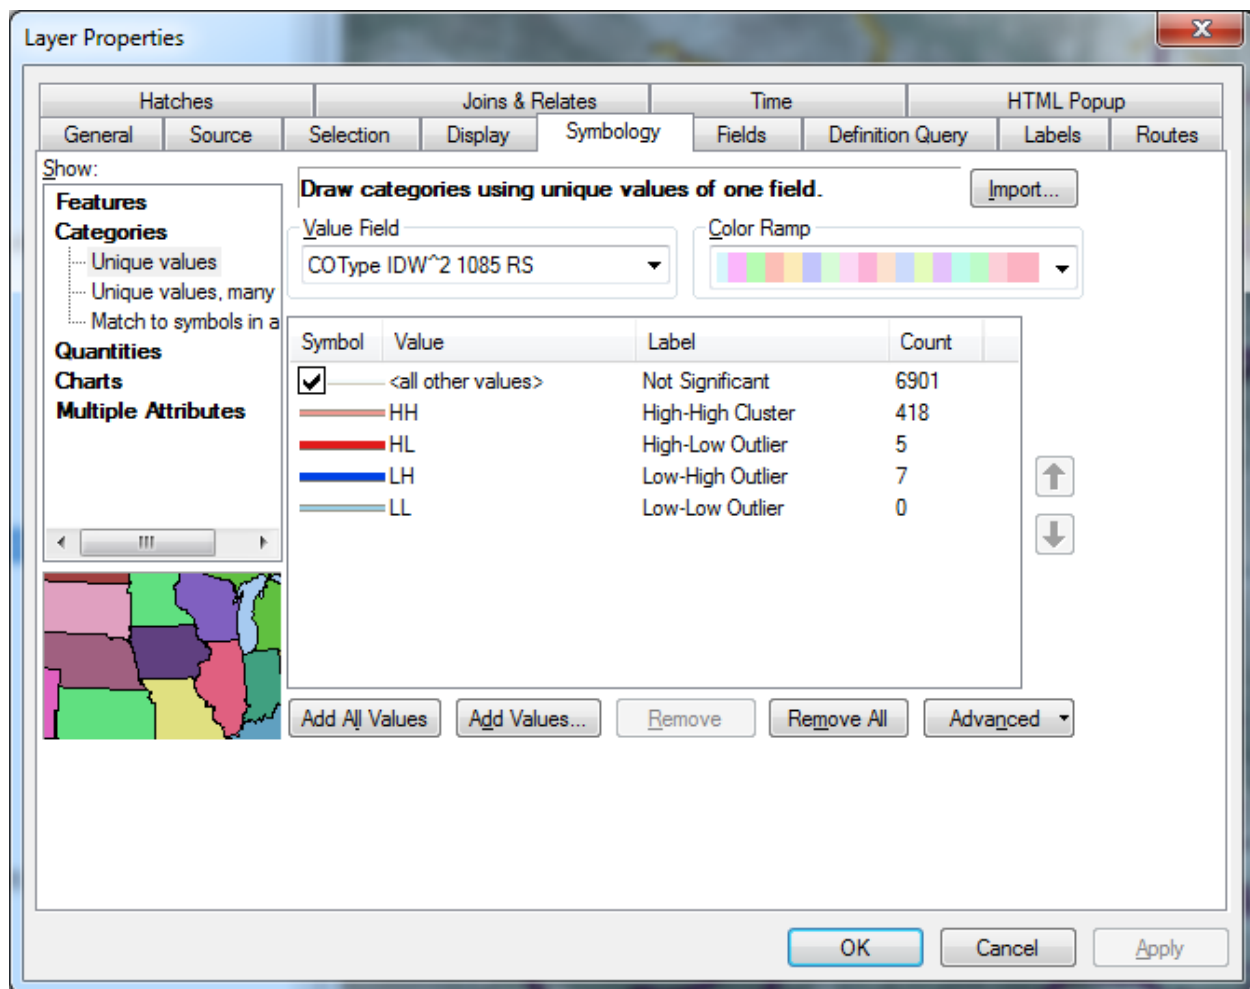 Layer Properties
Hatches
Joins & Relates
Time
HTML Popup
General
Source
Selection
Display
Symbology
Fields
Definition Query
Labels
Routes
Show:
Features
Categories
Unique values
Unique values, many
Match to symbols in a
Quantities
Charts
Multiple Attributes
Draw categories using unique values of one field.
Import...
Value Field
Color Ramp
COType IDW^2 1085 RS
Symbol Value Label Count
<all other values> Not Significant 6901
HH High-High Cluster 418
HL High-Low Outlier 5
LH Low-High Outlier 7
LL Low-Low Outlier 0
Add All Values
Add Values...
Remove
Remove All
Advanced
OK
Cancel
Apply